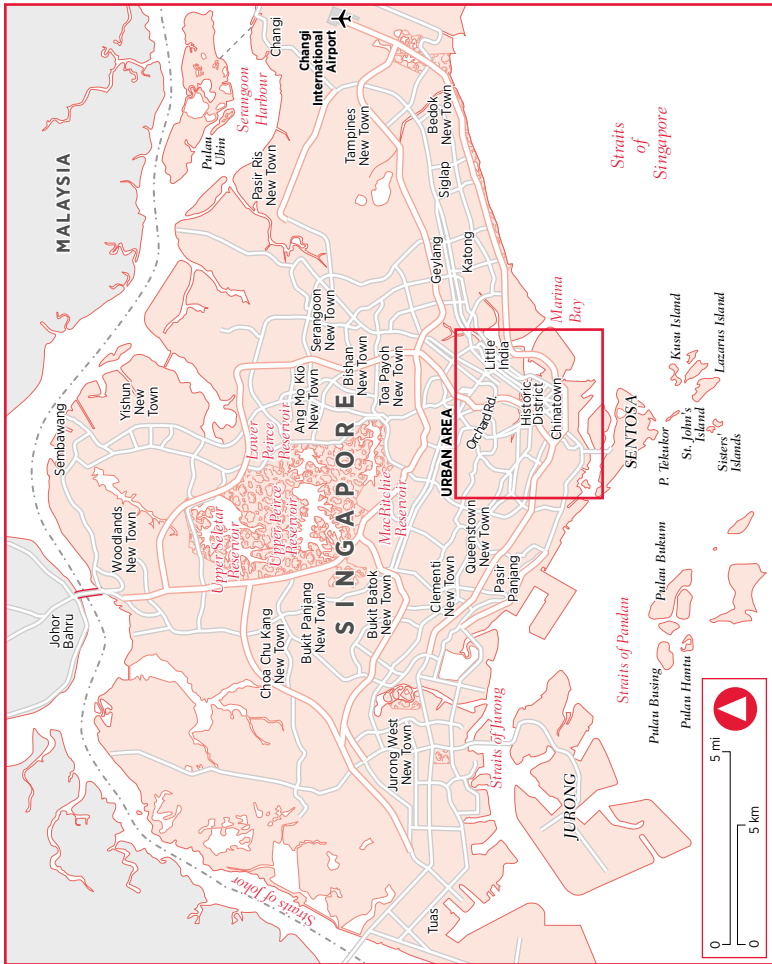 MALAYSIA
Johor
Bahru
Sembawang
Woodlands
New Town
Yishun
New
Town
Pulau
Ubin
Serangoon
Harbour
Changi
Changi
International
Airport
Pasir Ris
New Town
Tampines
New Town
Straits of Johor
Choa Chu Kang
New Town
Bukit Panjang
New Town
Upper Seletar
Reservoir
Upper Peirce
Reservoir
Lower
Peirce
Reservoir
Ang Mo Kio
New Town
Serangoon
New Town
Bishan
New Town
SINGAPORE
Bukit Batok
New Town
MacRitchie
Reservoir
Toa Payoh
New Town
Geylang
Siglap
Bedok
New Town
Katong
Tuas
Jurong West
New Town
Clementi
New Town
Queenstown
New Town
Pasir
Panjang
URBAN AREA
Orchard Rd.
Little
India
Historic
District
Chinatown
Marina
Bay
Straits
of
Singapore
Straits of Jurong
JURONG
Straits of Pandan
Pulau Busing
Pulau Bukum
Pulau Hantu
SENTOSA
P. Tekukor
St. John's
Island
Sisters'
Islands
Kusu Island
Lazarus Island
0
5 mi
0
5 km